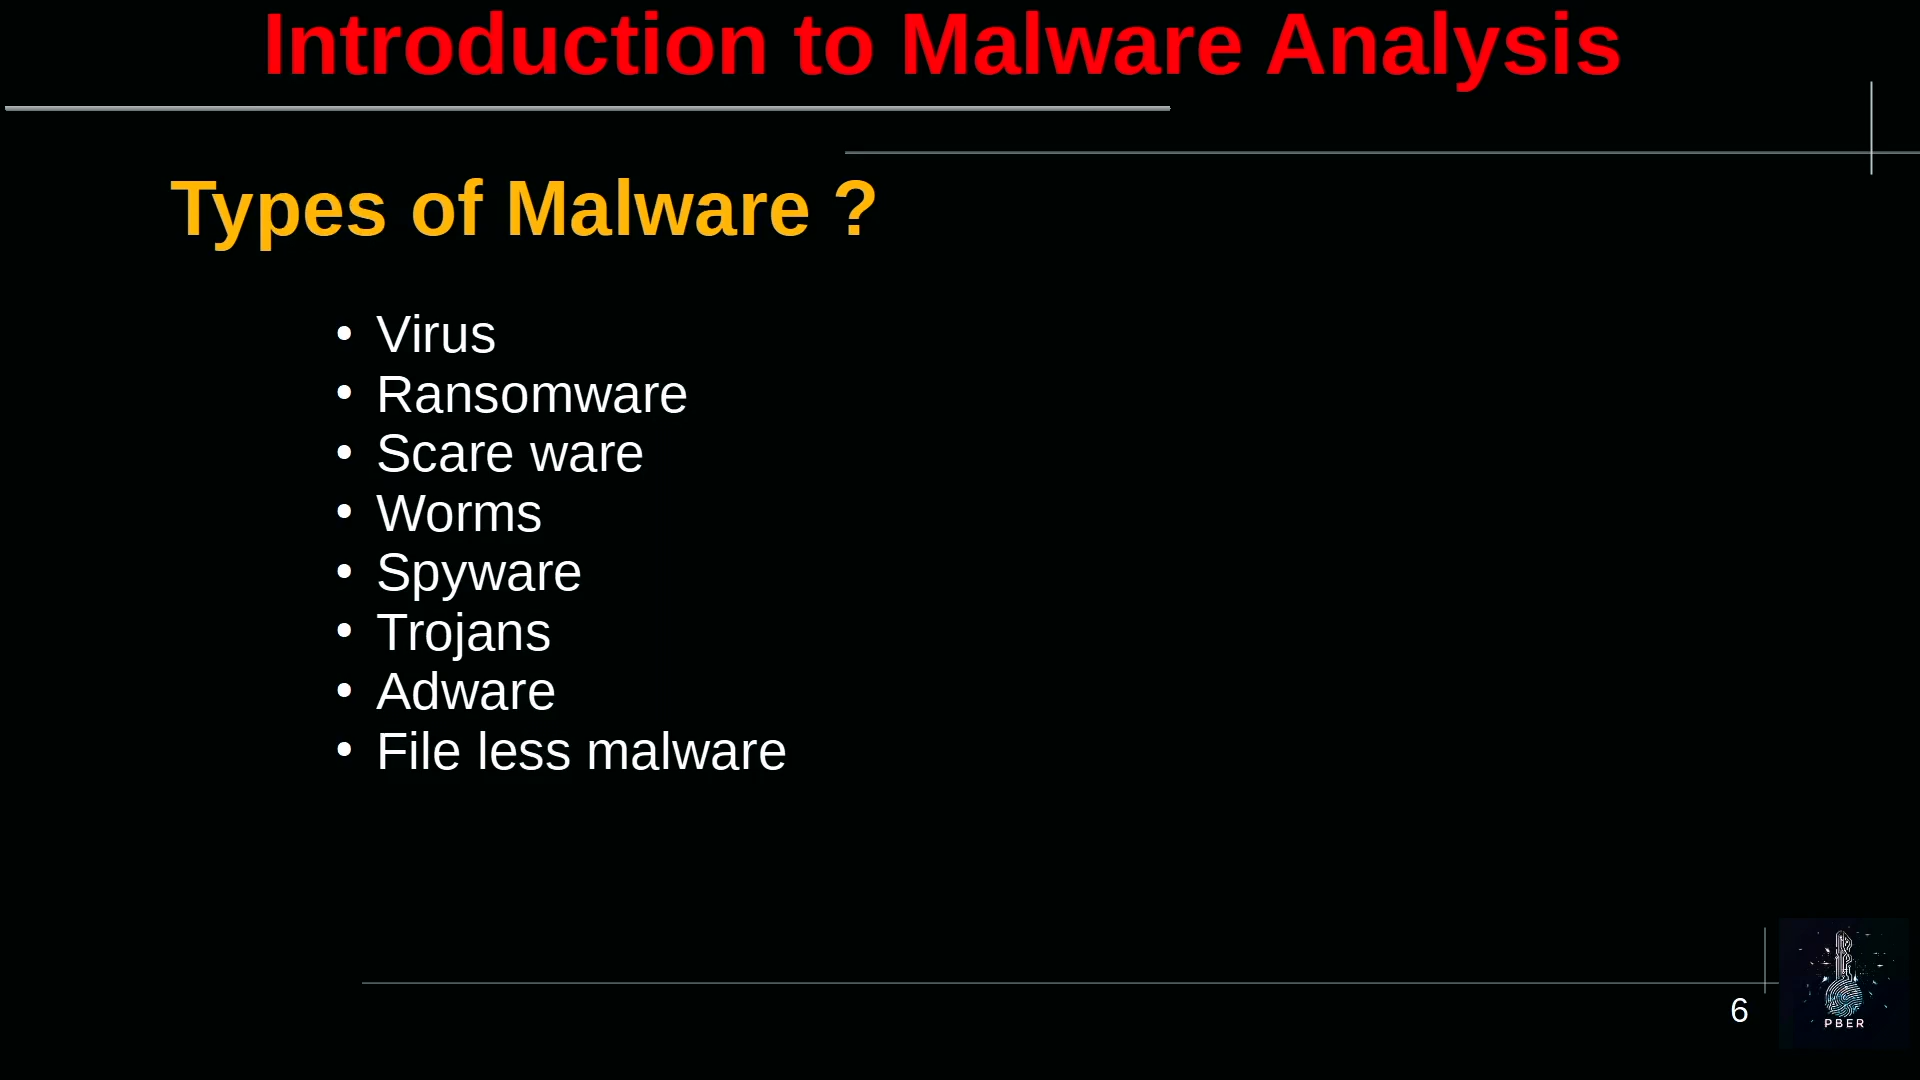 Introduction to Malware Analysis
Types of Malware ?
• Virus
• Ransomware
• Scare ware
• Worms
• Spyware
• Trojans
• Adware
• File less malware
6
PBER